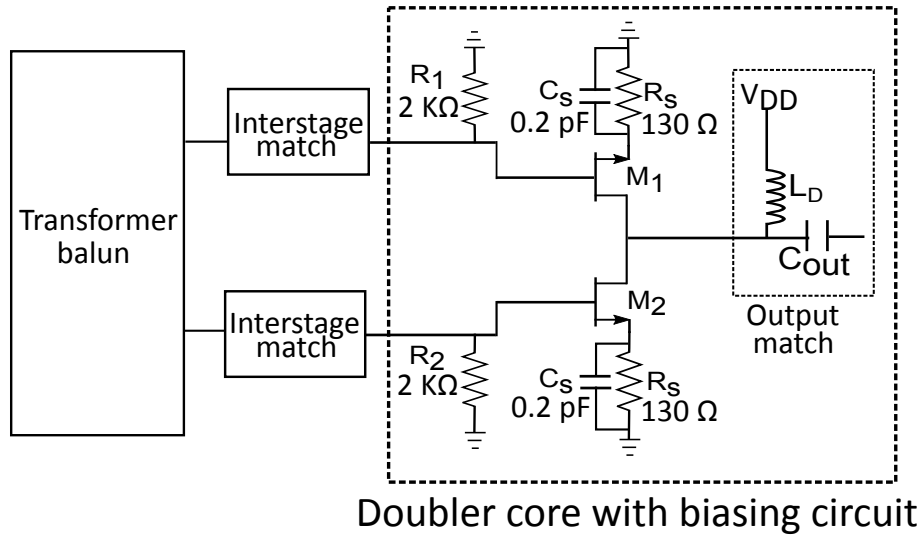 Transformer
balun
Interstage
match
Interstage
match
R1
2 KΩ
Cs
0.2 pF
Rs
130 Ω
M1
VDD
LD
Cout
Output
match
M2
R2
2 KΩ
Cs
0.2 pF
Rs
130 Ω
Doubler core with biasing circuit